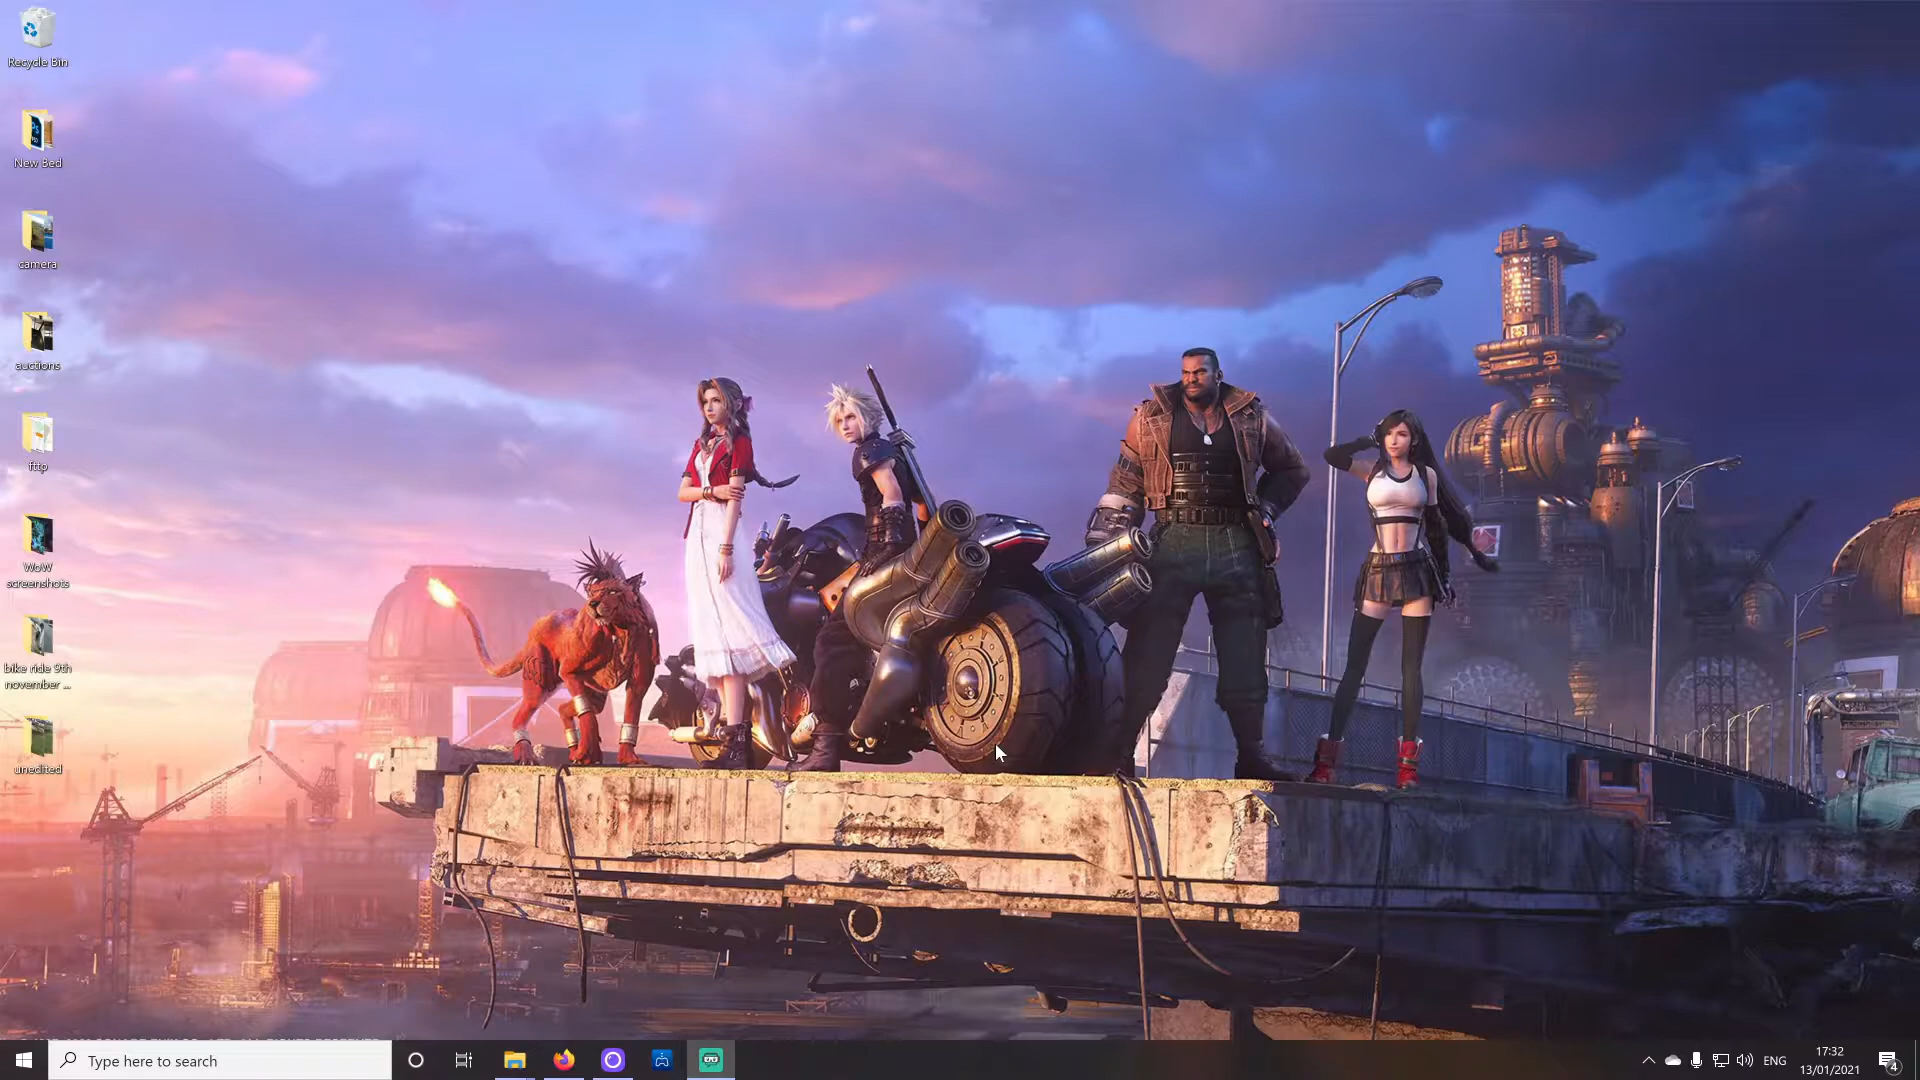 Recycle Bin
New Bed
camera
auctions
fttp
WoW
screenshots
bike ride 9th
november ...
unedited
Type here to search
ENG
17:32
13/01/2021
4